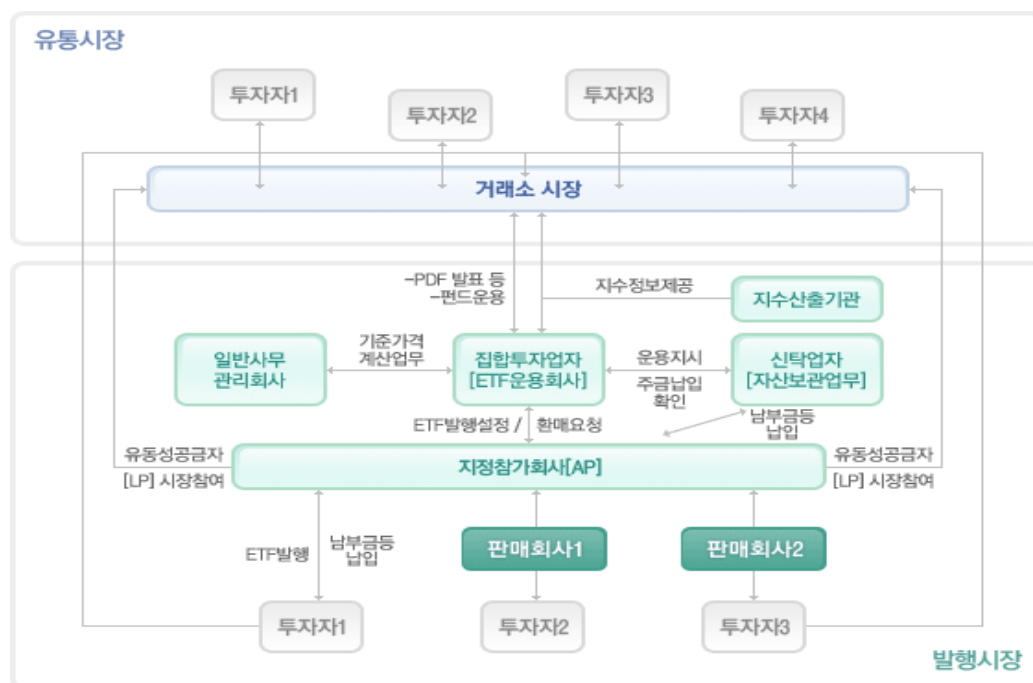 유통시장
투자자1
투자자2
투자자3
투자자4
거래소 시장
-PDF 발표 등
-펀드운용
지수정보제공
지수산출기관
일반사무
관리회사
기준가격
계산업무
집합투자업자
[ETF운용회사]
운용지시
주금납입
확인
신탁업자
[자산보관업무]
ETF발행설정 / 환매요청
남부금등
납입
유동성공급자
[LP] 시장참여
지정참가회사[AP]
유동성공급자
[LP] 시장참여
ETF발행
남부금등
납입
판매회사1
판매회사2
투자자1
투자자2
투자자3
발행시장